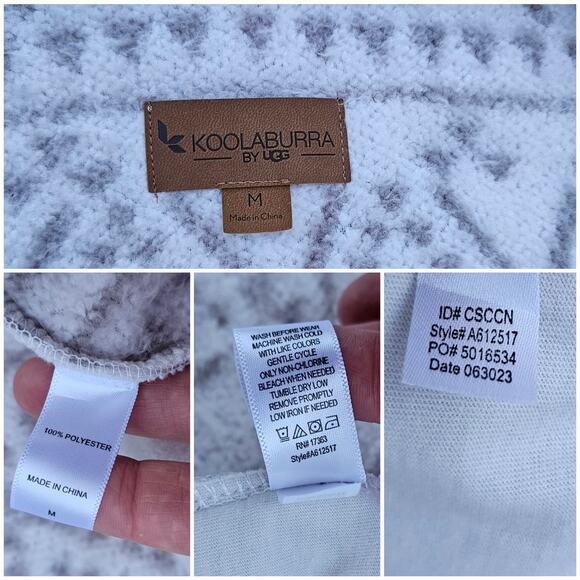 KOOLABURRA
BY UGG
M
Made in China
100% POLYESTER
MADE IN CHINA
M
WASH BEFORE WEAR
MACHINE WASH COLD
WITH LIKE COLORS
GENTLE CYCLE
ONLY NON-CHLORINE
BLEACH WHEN NEEDED
TUMBLE DRY LOW
REMOVE PROMPTLY
LOW IRON IF NEEDED
RN# 17363
Style#A612517
ID# CSCCN
Style# A612517
PO# 5016534
Date 063023